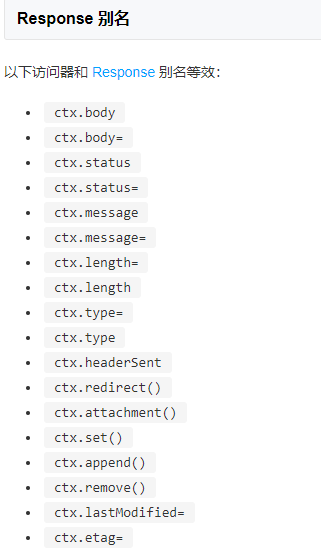 Response 别名
以下访问器和 Response 别名等效：
ctx.body
ctx.body=
ctx.status
ctx.status=
ctx.message
ctx.message=
ctx.length=
ctx.length
ctx.type=
ctx.type
ctx.headerSent
ctx.redirect()
ctx.attachment()
ctx.set()
ctx.append()
ctx.remove()
ctx.lastModified=
ctx.etag=